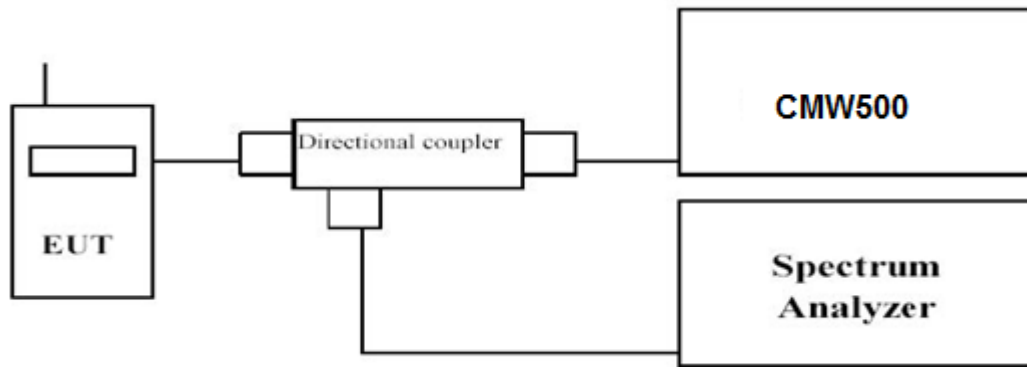 EUT
Directional coupler
CMW500
Spectrum
Analyzer